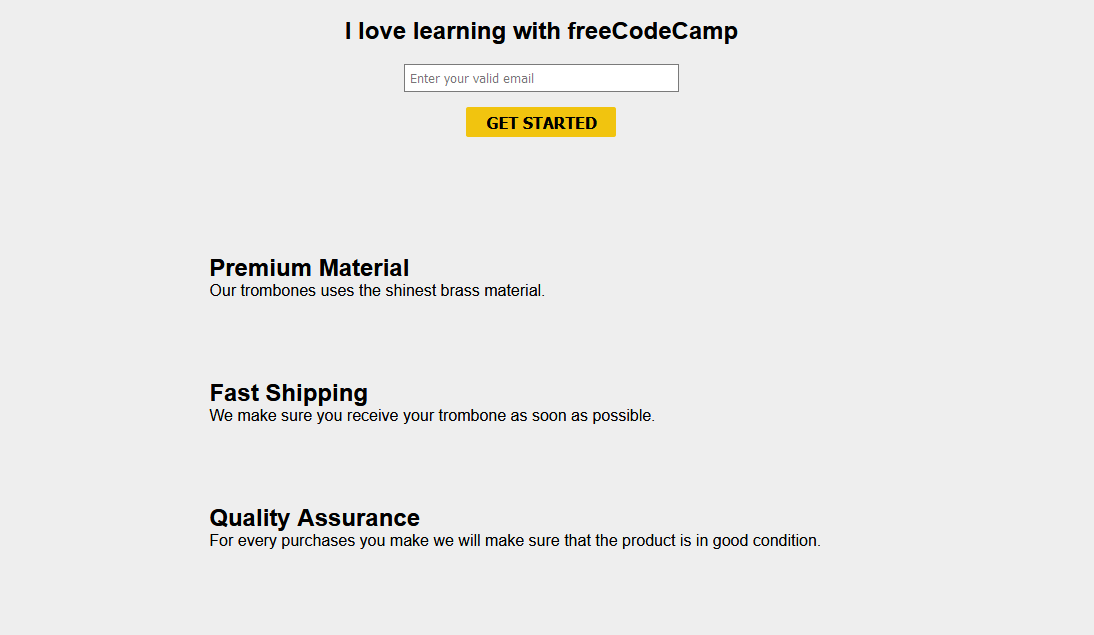 I love learning with freeCodeCamp
Enter your valid email
GET STARTED
Premium Material
Our trombones uses the shinest brass material.
Fast Shipping
We make sure you receive your trombone as soon as possible.
Quality Assurance
For every purchases you make we will make sure that the product is in good condition.